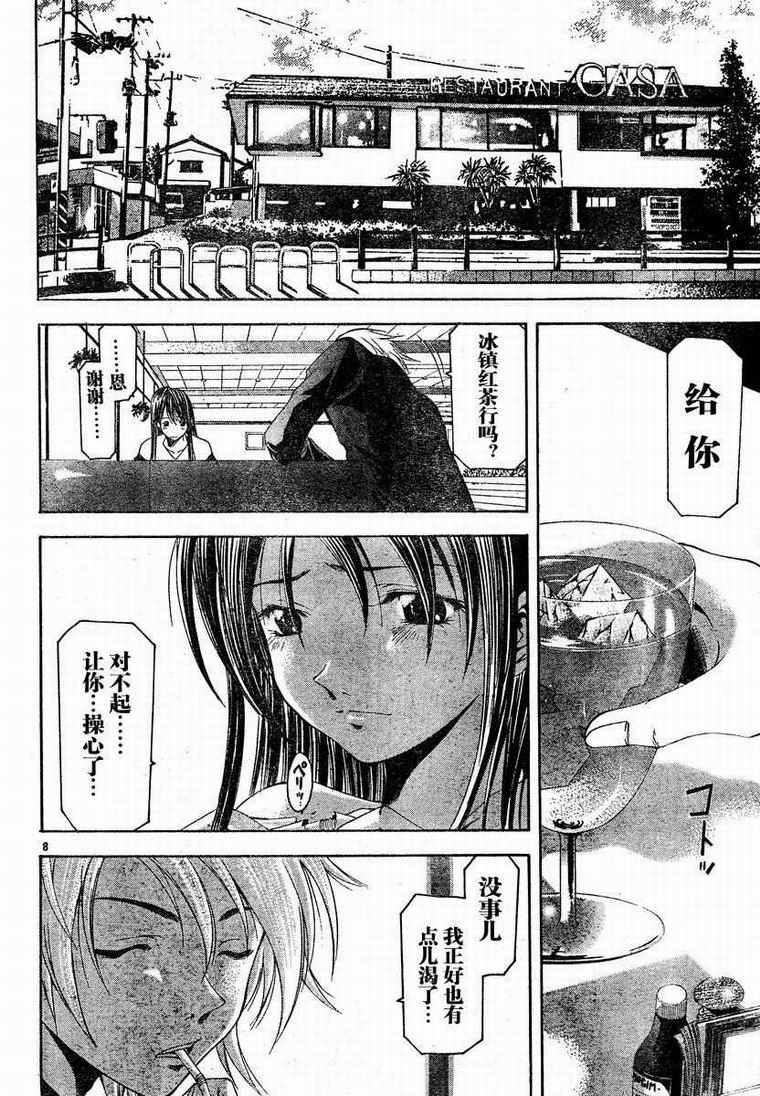 RESTAURANT CASA
给你
コトッ
冰镇红茶行吗？
……恩
谢谢……
对不起……
让你…操心了…
ペリッ
8
没事儿
我正好也有
点儿渴了…